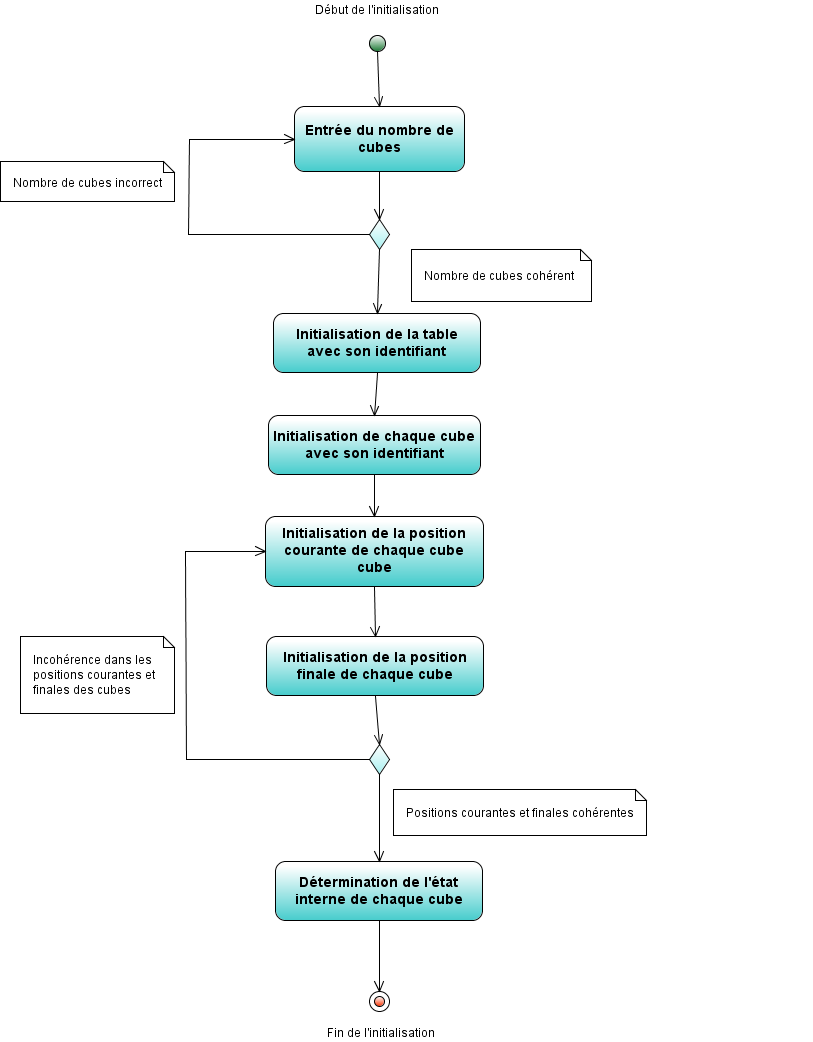 Début de l'initialisation
Entrée du nombre de
cubes
Nombre de cubes incorrect
Nombre de cubes cohérent
Initialisation de la table
avec son identifiant
Initialisation de chaque cube
avec son identifiant
Initialisation de la position
courante de chaque cube
cube
Initialisation de la position
finale de chaque cube
Incohérence dans les
positions courantes et
finales des cubes
Positions courantes et finales cohérentes
Détermination de l'état
interne de chaque cube
Fin de l'initialisation